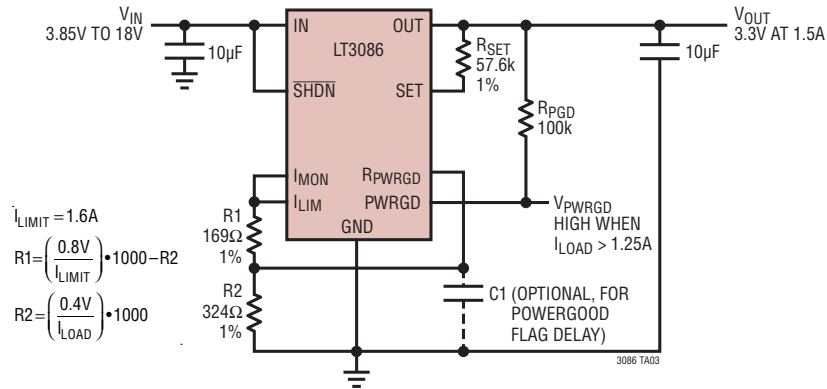 VIN
3.85V TO 18V
10µF
IN
OUT
LT3086
SHDN
SET
RSET
57.6k
1%
RPGD
100k
VOUT
3.3V AT 1.5A
10µF
IMON
ILIM
RPWRGD
PWRGD
GND
VPWRGD
HIGH WHEN
ILOAD > 1.25A
R1
169Ω
1%
R2
324Ω
1%
C1 (OPTIONAL, FOR
POWERGOOD
FLAG DELAY)
ILIMIT = 1.6A
R1=(0.8V/ILIMIT)•1000–R2
R2=(0.4V/ILOAD)•1000
3086 TA03